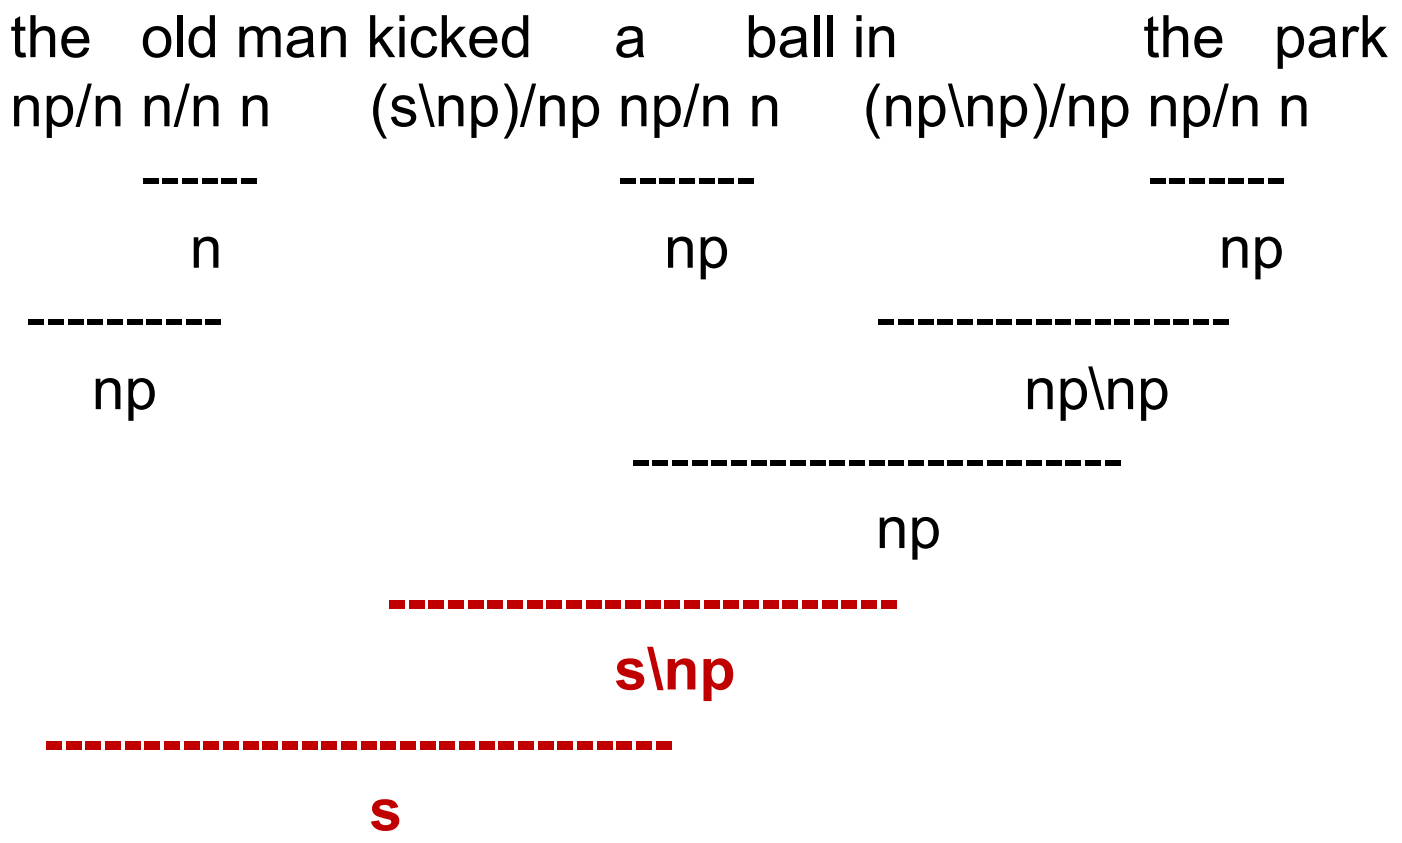 the old man kicked a ball in the park
np/n n/n n (s\np)/np np/n n (np\np)/np np/n n
------ ------- -------
n np np
---------- ------------------
np np\np
-------------------------
np
--------------------------
s\np
--------------------------------
s